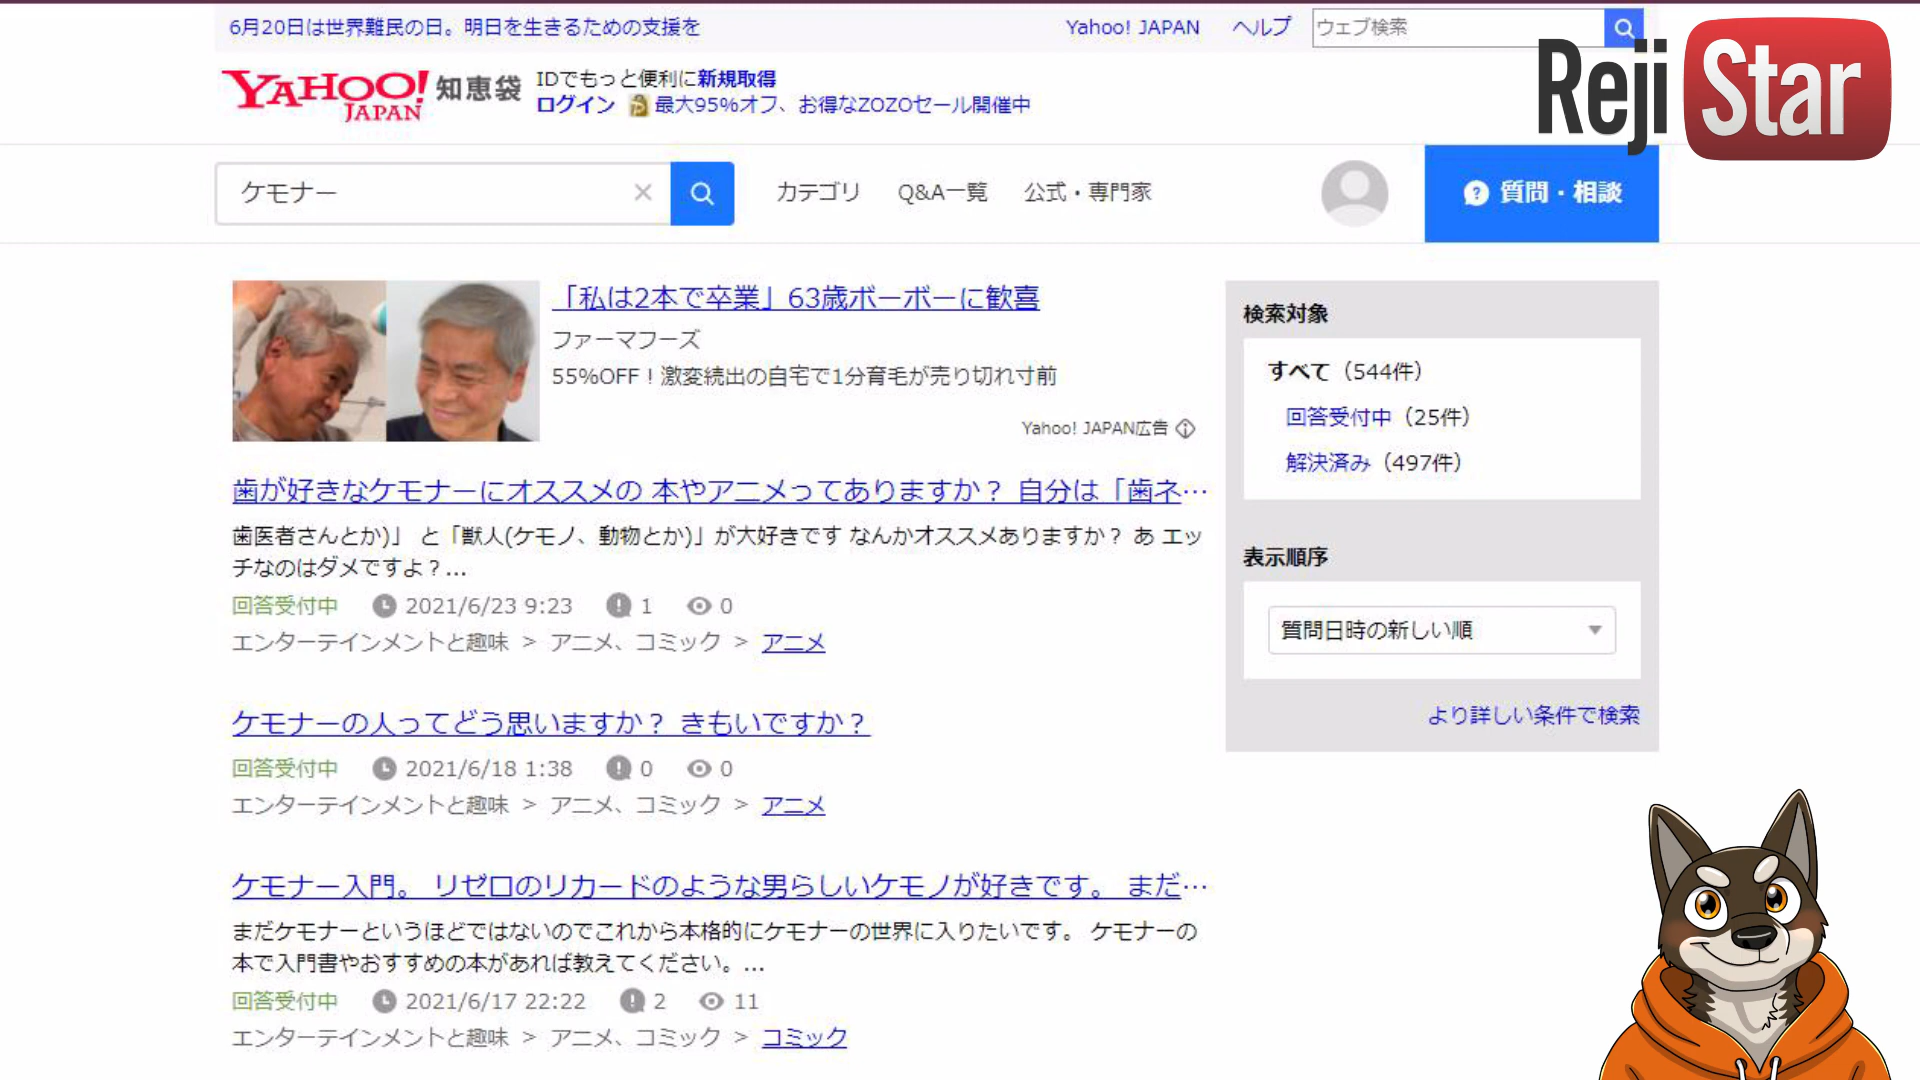 6月20日は世界難民の日。明日を生きるための支援を
Yahoo! JAPAN ヘルプ ウェブ検索
Reji Star
YAHOO! JAPAN 知恵袋
IDでもっと便利に新規取得
ログイン 最大95%オフ、お得なZOZOセール開催中
ケモナー
カテゴリ Q&A一覧 公式・専門家
質問・相談
「私は2本で卒業」63歳ボーボーに歓喜
ファーマフーズ
55%OFF！激変続出の自宅で1分育毛が売り切れ寸前
Yahoo! JAPAN広告
歯が好きなケモナーにオススメの 本やアニメってありますか？ 自分は「歯ネ…
歯医者さんとか)」 と「獣人(ケモノ、動物とか)」が大好きです なんかオススメありますか？ あ エッ
チなのはダメですよ？...
回答受付中 2021/6/23 9:23 1 0
エンターテインメントと趣味 > アニメ、コミック > アニメ
ケモナーの人ってどう思いますか？ きもいですか？
回答受付中 2021/6/18 1:38 0 0
エンターテインメントと趣味 > アニメ、コミック > アニメ
ケモナー入門。 リゼロのリカードのような男らしいケモノが好きです。 まだ…
まだケモナーというほどではないのでこれから本格的にケモナーの世界に入りたいです。 ケモナーの
本で入門書やおすすめの本があれば教えてください。...
回答受付中 2021/6/17 22:22 2 11
エンターテインメントと趣味 > アニメ、コミック > コミック
検索対象
すべて（544件）
回答受付中（25件）
解決済み（497件）
表示順序
質問日時の新しい順
より詳しい条件で検索